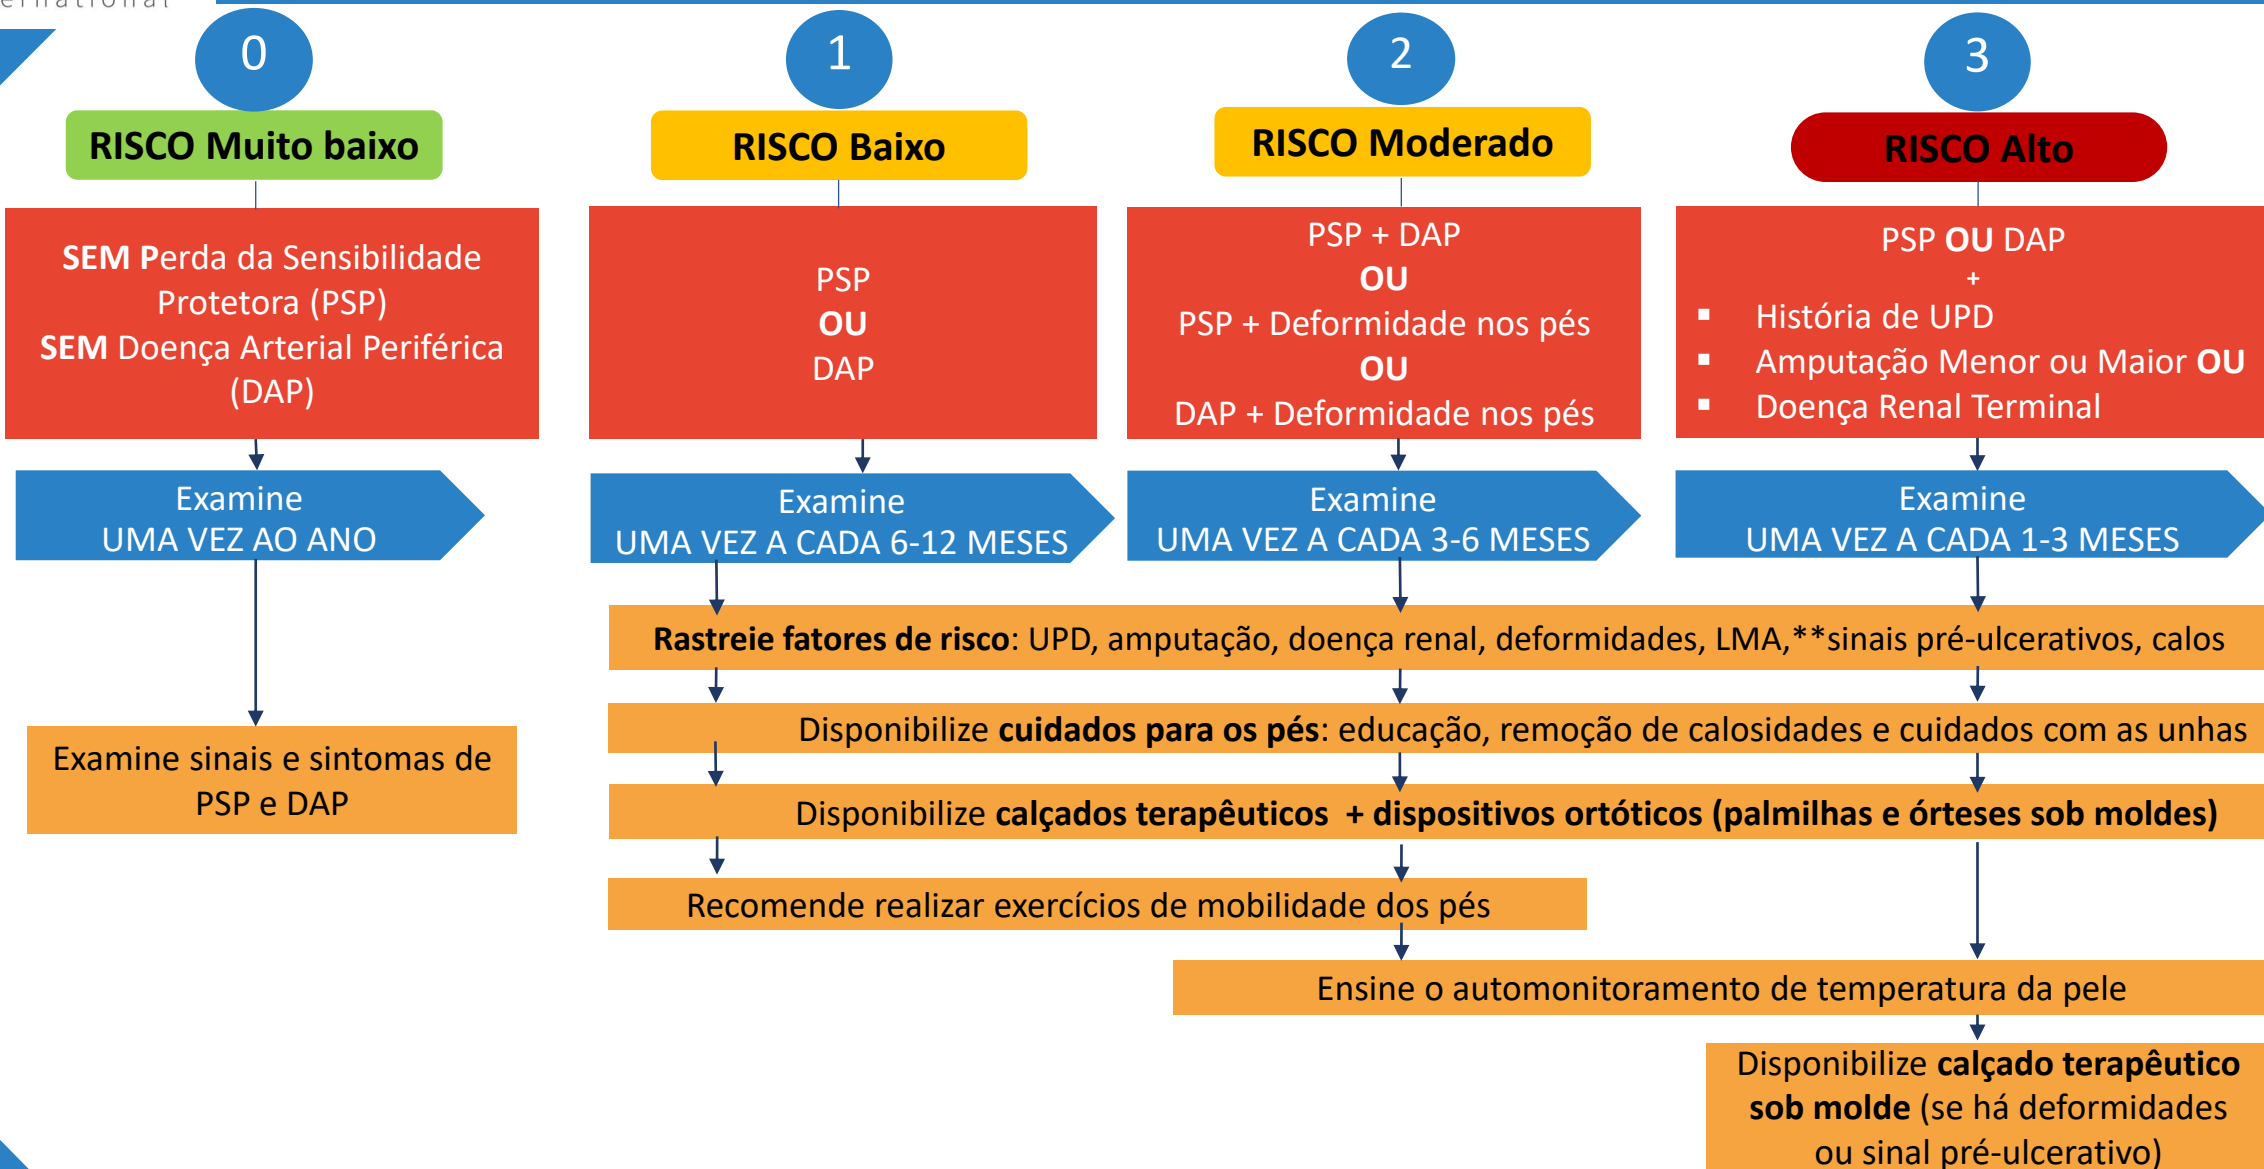 ernational
0
1
2
3
RISCO Muito baixo
RISCO Baixo
RISCO Moderado
RISCO Alto
SEM Perda da Sensibilidade
Protetora (PSP)
SEM Doença Arterial Periférica
(DAP)
PSP
OU
DAP
PSP + DAP
OU
PSP + Deformidade nos pés
OU
DAP + Deformidade nos pés
PSP OU DAP
+
▪ História de UPD
▪ Amputação Menor ou Maior OU
▪ Doença Renal Terminal
Examine
UMA VEZ AO ANO
Examine
UMA VEZ A CADA 6-12 MESES
Examine
UMA VEZ A CADA 3-6 MESES
Examine
UMA VEZ A CADA 1-3 MESES
Rastreie fatores de risco: UPD, amputação, doença renal, deformidades, LMA,**sinais pré-ulcerativos, calos
Disponibilize cuidados para os pés: educação, remoção de calosidades e cuidados com as unhas
Examine sinais e sintomas de
PSP e DAP
Disponibilize calçados terapêuticos + dispositivos ortóticos (palmilhas e órteses sob moldes)
Recomende realizar exercícios de mobilidade dos pés
Ensine o automonitoramento de temperatura da pele
Disponibilize calçado terapêutico
sob molde (se há deformidades
ou sinal pré-ulcerativo)